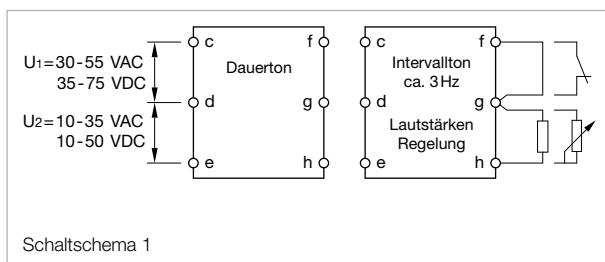 U1=30-55 VAC
35-75 VDC
U2=10-35 VAC
10-50 VDC
c
f
Dauerton
d
g
e
h
c
f
Intervallton
ca. 3 Hz
d
g
Lautstärken
Regelung
e
h
Schaltschema 1